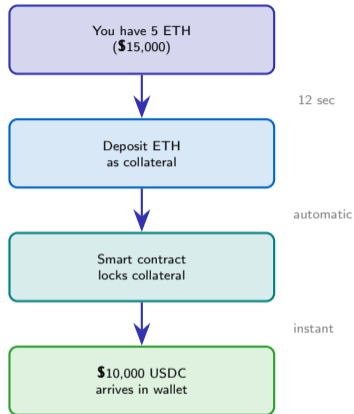 You have 5 ETH
($15,000)
12 sec
Deposit ETH
as collateral
automatic
Smart contract
locks collateral
instant
$10,000 USDC
arrives in wallet